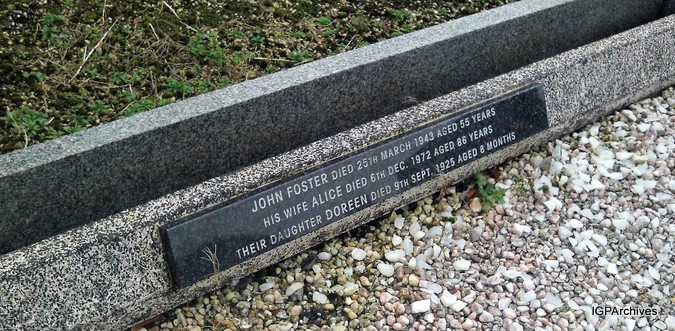 JOHN FOSTER DIED 25TH MARCH 1943 AGED 55 YEARS
HIS WIFE ALICE DIED 6TH DEC. 1972 AGED 86 YEARS
THEIR DAUGHTER DOREEN DIED 9TH SEPT. 1925 AGED 8 MONTHS
IGPArchives